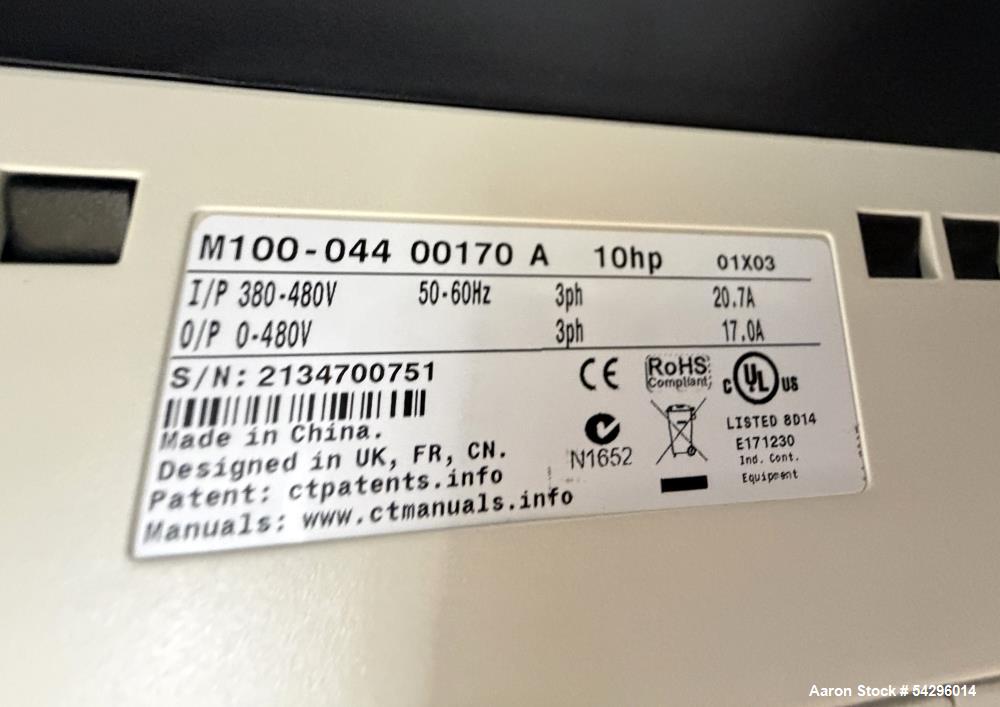 M100-044 00170 A 10hp 01X03
I/P 380-480V 50-60Hz 3ph 20.7A
O/P 0-480V 3ph 17.0A
S/N: 2134700751
Made in China.
Designed in UK, FR, CN.
Patent: ctpatents.info
Manuals: www.ctmanuals.info
CE
RoHS
Compliant
C UL US
N1652
LISTED 8D14
E171230
Ind. Cont.
Equipment
Aaron Stock # 54296014